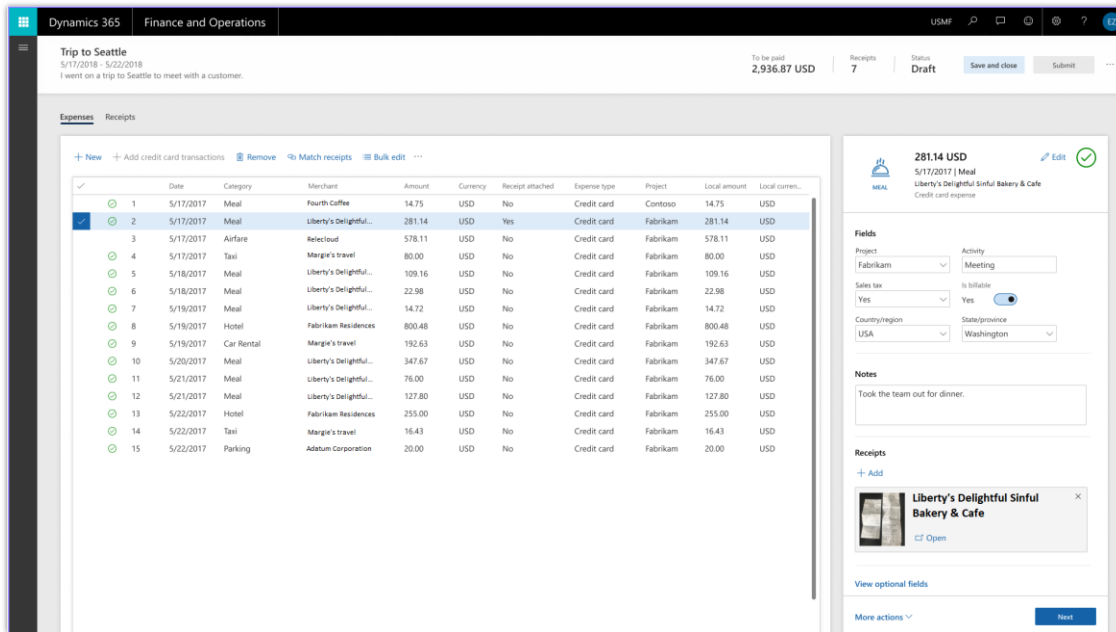 Dynamics 365 Finance and Operations USMF ? EZ
Trip to Seattle
5/17/2018 - 5/22/2018
I went on a trip to Seattle to meet with a customer.
To be paid Receipts Status
2,936.87 USD 7 Draft Save and close Submit ...
Expenses Receipts
+ New + Add credit card transactions Remove Match receipts Bulk edit ...
Date Category Merchant Amount Currency Receipt attached Expense type Project Local amount Local curren...
1 5/17/2017 Meal Fourth Coffee 14.75 USD No Credit card Contoso 14.75 USD
2 5/17/2017 Meal Liberty's Delightful... 281.14 USD Yes Credit card Fabrikam 281.14 USD
3 5/17/2017 Airfare Relecloud 578.11 USD No Credit card Fabrikam 578.11 USD
4 5/17/2017 Taxi Margie's travel 80.00 USD No Credit card Fabrikam 80.00 USD
5 5/18/2017 Meal Liberty's Delightful... 109.16 USD No Credit card Fabrikam 109.16 USD
6 5/18/2017 Meal Liberty's Delightful... 22.98 USD No Credit card Fabrikam 22.98 USD
7 5/19/2017 Meal Liberty's Delightful... 14.72 USD No Credit card Fabrikam 14.72 USD
8 5/19/2017 Hotel Fabrikam Residences 800.48 USD No Credit card Fabrikam 800.48 USD
9 5/19/2017 Car Rental Margie's travel 192.63 USD No Credit card Fabrikam 192.63 USD
10 5/20/2017 Meal Liberty's Delightful... 347.67 USD No Credit card Fabrikam 347.67 USD
11 5/21/2017 Meal Liberty's Delightful... 76.00 USD No Credit card Fabrikam 76.00 USD
12 5/21/2017 Meal Liberty's Delightful... 127.80 USD No Credit card Fabrikam 127.80 USD
13 5/22/2017 Hotel Fabrikam Residences 255.00 USD No Credit card Fabrikam 255.00 USD
14 5/22/2017 Taxi Margie's travel 16.43 USD No Credit card Fabrikam 16.43 USD
15 5/22/2017 Parking Adatum Corporation 20.00 USD No Credit card Fabrikam 20.00 USD
MEAL
281.14 USD Edit
5/17/2017 | Meal
Liberty's Delightful Sinful Bakery & Cafe
Credit card expense
Fields
Project Activity
Fabrikam Meeting
Sales tax Is billable
Yes Yes
Country/region State/province
USA Washington
Notes
Took the team out for dinner.
Receipts
+ Add
Liberty's Delightful Sinful
Bakery & Cafe
Open
View optional fields
More actions Next